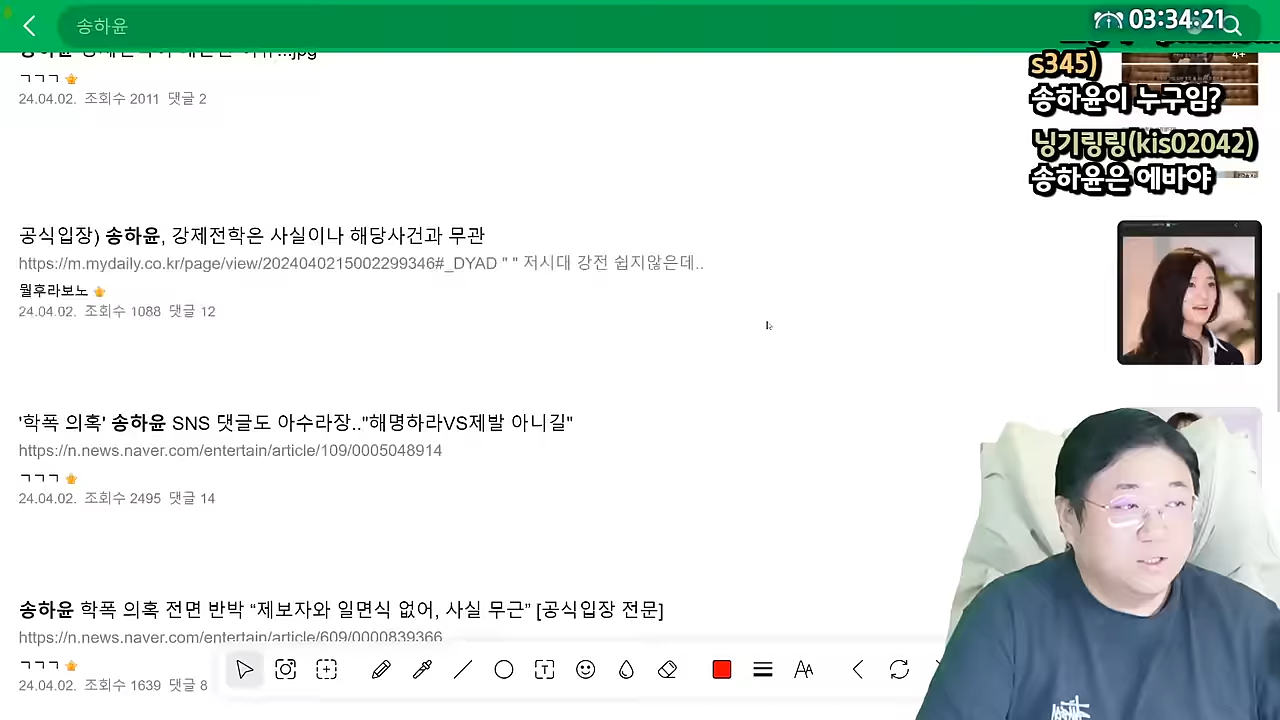 송하윤
03:34:21
ㄱㄱㄱ
24.04.02. 조회수 2011 댓글 2
s345)
송하윤이 누구임?
닝기링링(kis02042)
송하윤은 에바야
4+
공식입장) 송하윤, 강제전학은 사실이나 해당사건과 무관
https://m.mydaily.co.kr/page/view/2024040215002299346#_DYAD " " 저시대 강전 쉽지않은데..
월후라보노
24.04.02. 조회수 1088 댓글 12
'학폭 의혹' 송하윤 SNS 댓글도 아수라장.."해명하라VS제발 아니길"
https://n.news.naver.com/entertain/article/109/0005048914
ㄱㄱㄱ
24.04.02. 조회수 2495 댓글 14
송하윤 학폭 의혹 전면 반박 “제보자와 일면식 없어, 사실 무근” [공식입장 전문]
https://n.news.naver.com/entertain/article/609/0000839366
ㄱㄱㄱ
24.04.02. 조회수 1639 댓글 8